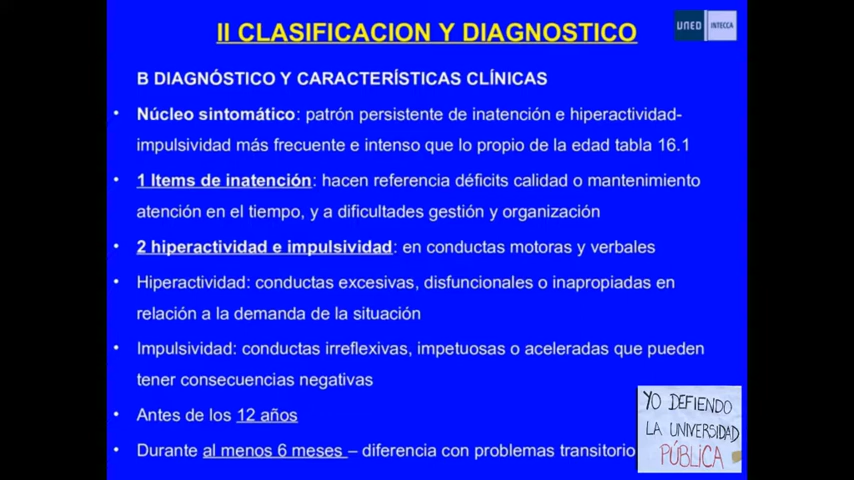 II CLASIFICACION Y DIAGNOSTICO
UNED INTECCA
B DIAGNÓSTICO Y CARACTERÍSTICAS CLÍNICAS
• Núcleo sintomático: patrón persistente de inatención e hiperactividad-
impulsividad más frecuente e intenso que lo propio de la edad tabla 16.1
• 1 Items de inatención: hacen referencia déficits calidad o mantenimiento
atención en el tiempo, y a dificultades gestión y organización
• 2 hiperactividad e impulsividad: en conductas motoras y verbales
• Hiperactividad: conductas excesivas, disfuncionales o inapropiadas en
relación a la demanda de la situación
• Impulsividad: conductas irreflexivas, impetuosas o aceleradas que pueden
tener consecuencias negativas
• Antes de los 12 años
• Durante al menos 6 meses – diferencia con problemas transitorio
YO DEFIENDO
LA UNIVERSIDAD
PÚBLICA